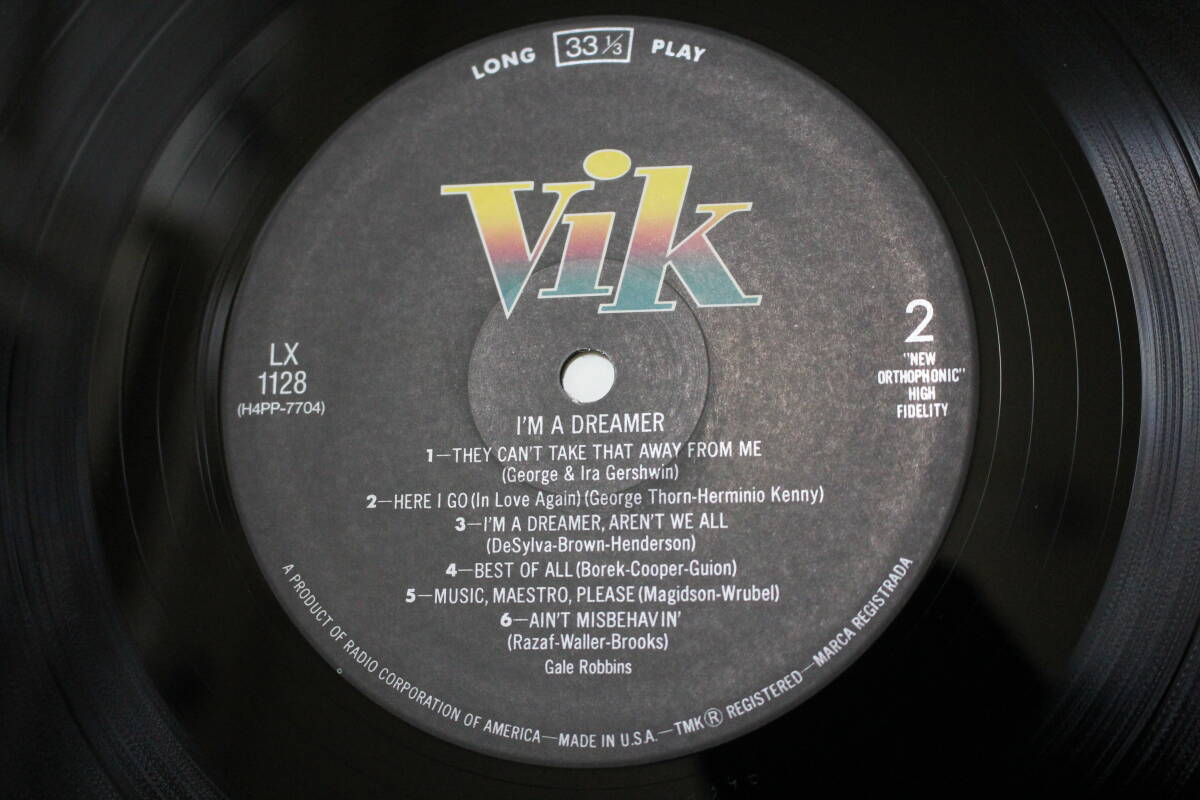 LONG 33 1/3 PLAY
Vik
LX
1128
(H4PP-7704)
2
"NEW
ORTHOPHONIC"
HIGH
FIDELITY
I'M A DREAMER
1—THEY CAN'T TAKE THAT AWAY FROM ME
(George & Ira Gershwin)
2—HERE I GO (In Love Again) (George Thorn-Herminio Kenny)
3—I'M A DREAMER, AREN'T WE ALL
(DeSylva-Brown-Henderson)
4—BEST OF ALL (Borek-Cooper-Guion)
5—MUSIC, MAESTRO, PLEASE (Magidson-Wrubel)
6—AIN'T MISBEHAVIN'
(Razaf-Waller-Brooks)
Gale Robbins
A PRODUCT OF RADIO CORPORATION OF AMERICA—MADE IN U.S.A.—TMK ® REGISTERED—MARCA REGISTRADA